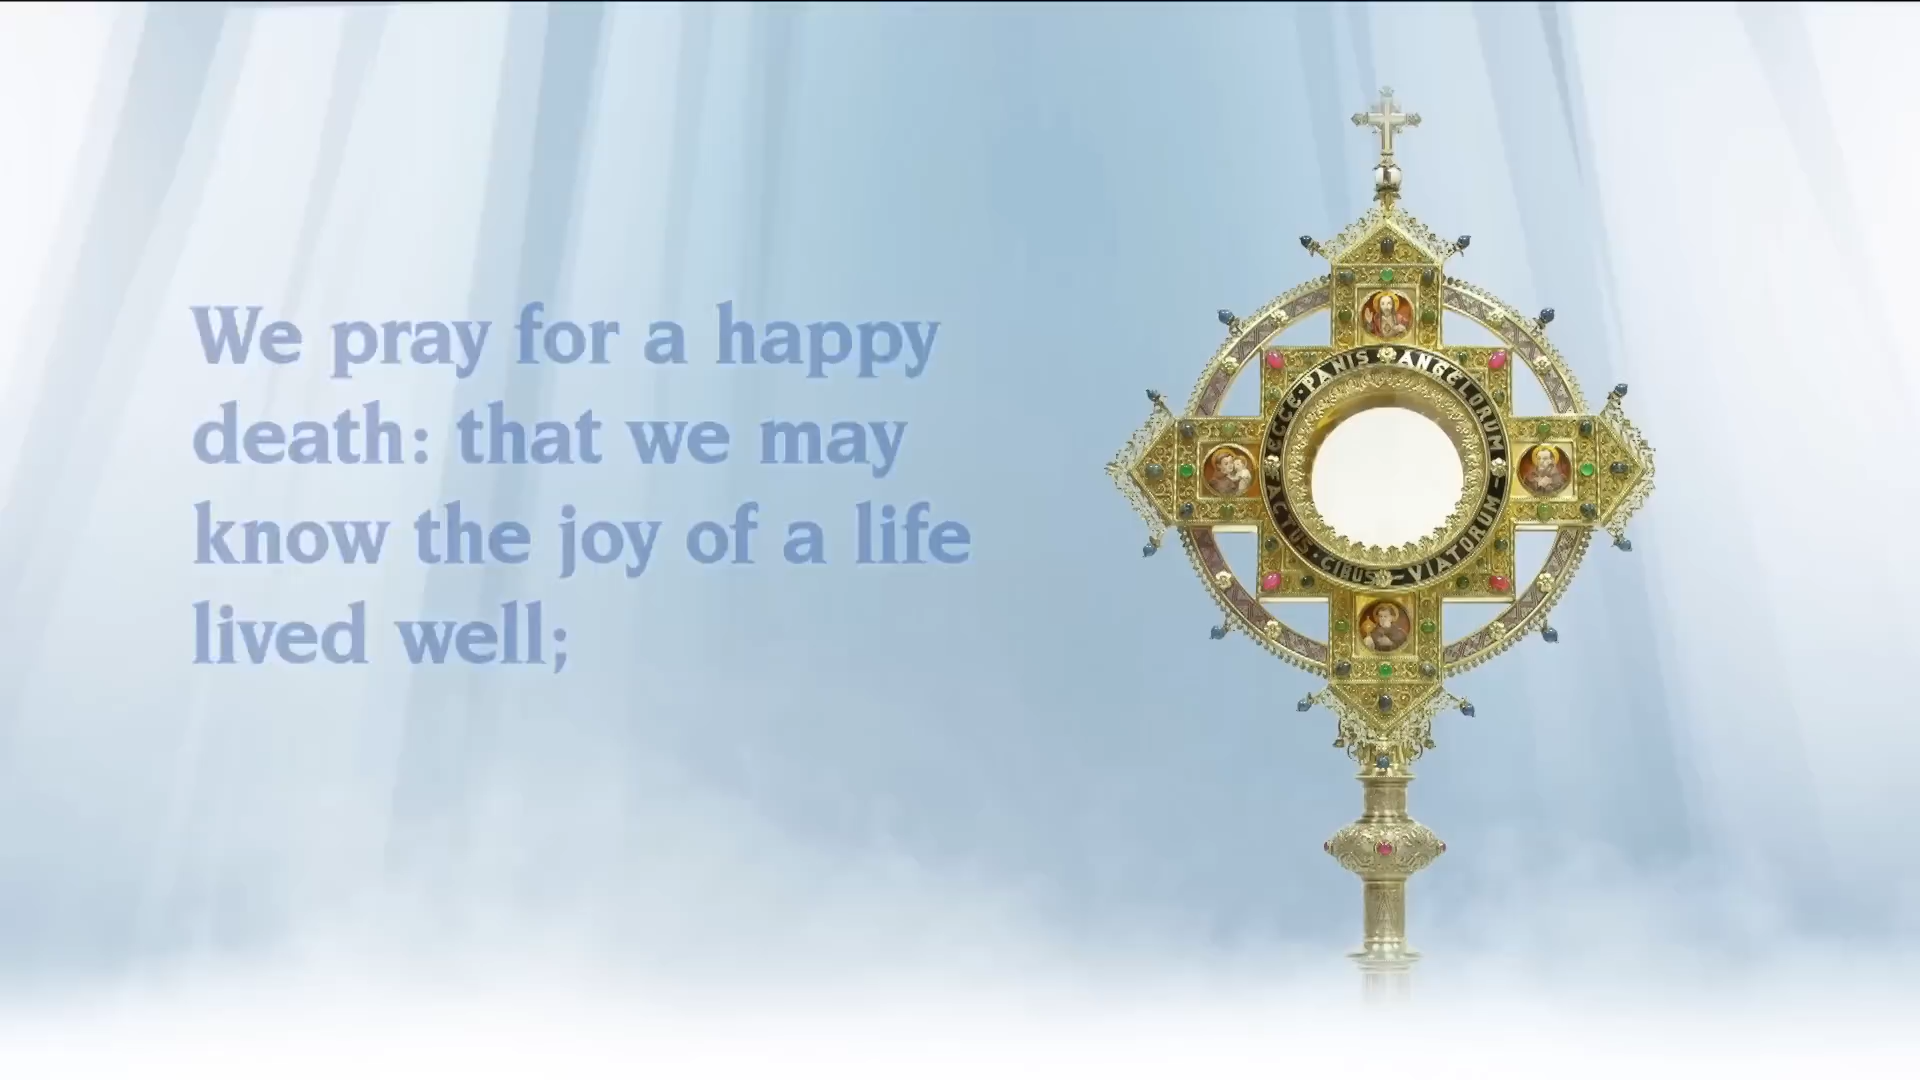 We pray for a happy
death: that we may
know the joy of a life
lived well;
ECCE · PANIS ANGELORUM
FACTUS · CIBUS – VIATORUM –